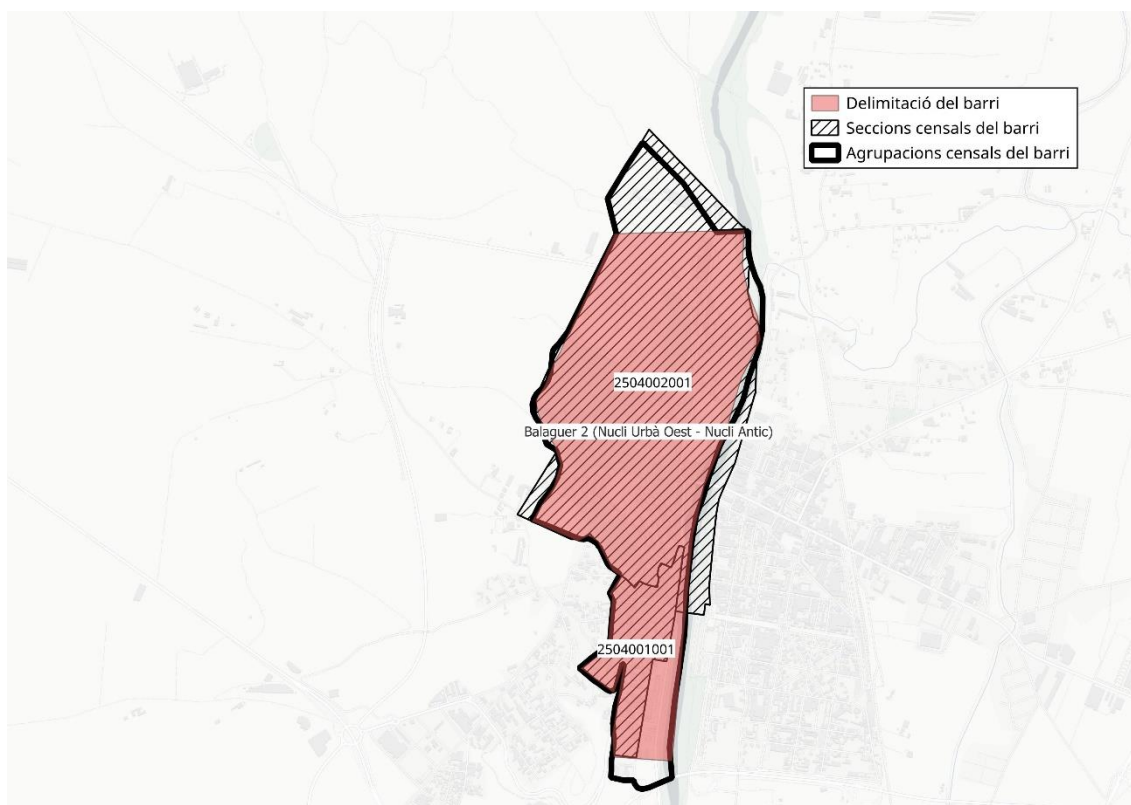 Delimitació del barri
Seccions censals del barri
Agrupacions censals del barri
2504002001
Balaguer 2 (Nucli Urbà Oest - Nucli Antic)
2504001001